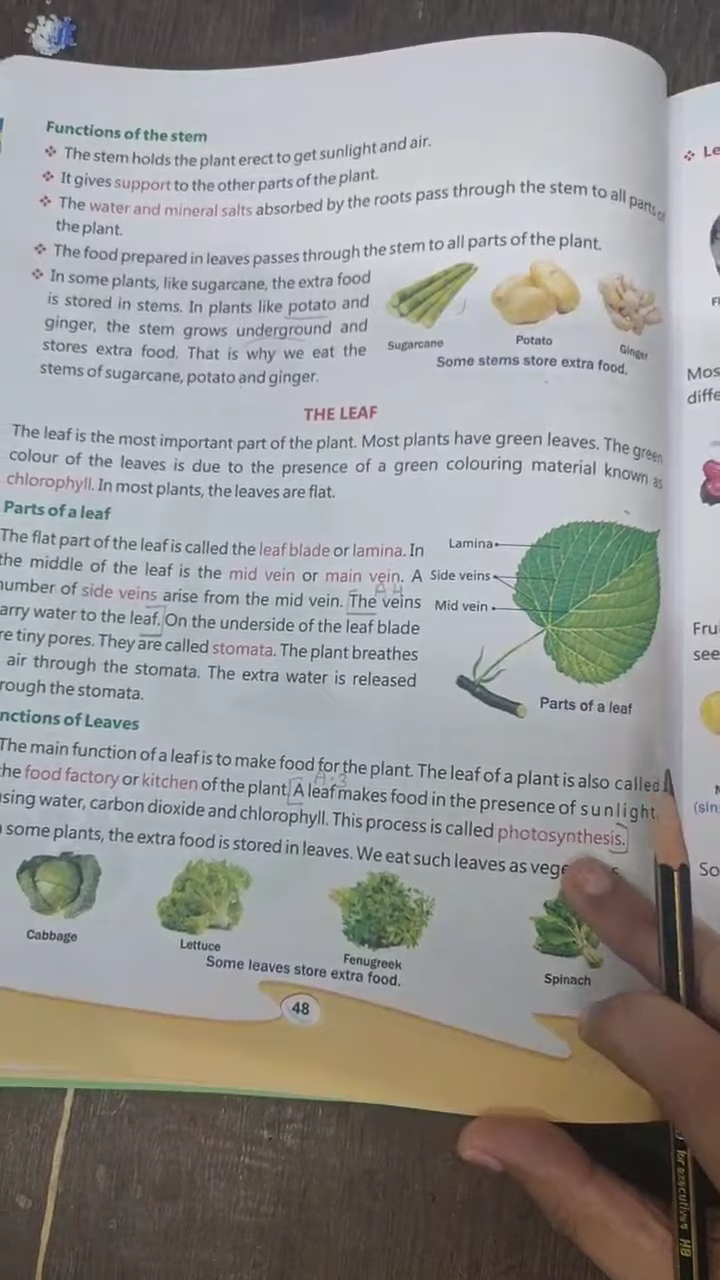 Functions of the stem
❖ The stem holds the plant erect to get sunlight and air.
❖ It gives support to the other parts of the plant.
❖ The water and mineral salts absorbed by the roots pass through the stem to all parts of
the plant.
❖ The food prepared in leaves passes through the stem to all parts of the plant.
❖ In some plants, like sugarcane, the extra food
is stored in stems. In plants like potato and
ginger, the stem grows underground and
stores extra food. That is why we eat the
stems of sugarcane, potato and ginger.
Sugarcane
Potato
Ginger
Some stems store extra food.
THE LEAF
The leaf is the most important part of the plant. Most plants have green leaves. The green
colour of the leaves is due to the presence of a green colouring material known as
chlorophyll. In most plants, the leaves are flat.
Parts of a leaf
The flat part of the leaf is called the leaf blade or lamina. In
the middle of the leaf is the mid vein or main vein. A
number of side veins arise from the mid vein. The veins
arry water to the leaf. On the underside of the leaf blade
re tiny pores. They are called stomata. The plant breathes
air through the stomata. The extra water is released
rough the stomata.
Lamina
Side veins
Mid vein
Parts of a leaf
nctions of Leaves
The main function of a leaf is to make food for the plant. The leaf of a plant is also called
A.3
the food factory or kitchen of the plant. A leaf makes food in the presence of sunlight
using water, carbon dioxide and chlorophyll. This process is called photosynthesis.
some plants, the extra food is stored in leaves. We eat such leaves as
Cabbage
Lettuce
Fenugreek
Spinach
Some leaves store extra food.
48
❖ Le
Mos
diffe
Fru
see
(sin
So
for executives HB